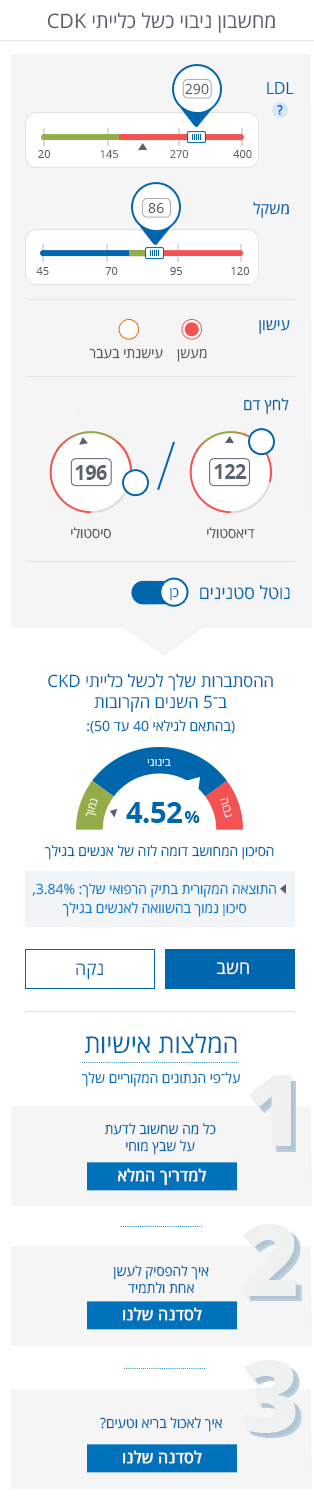 מחשבון ניבוי כשל כלייתי CDK
290
LDL
?
20 145 270 400
86
משקל
45 70 95 120
עישון
מעשן עישנתי בעבר
לחץ דם
122 / 196
דיאסטולי סיסטולי
נוטל סטנינים כן
ההסתברות שלך לכשל כלייתי CKD
ב־5 השנים הקרובות
(בהתאם לגילאי 40 עד 50):
בינוני
גבוה
נמוך
4.52%
הסיכון המחושב דומה לזה של אנשים בגילך
התוצאה המקורית בתיק הרפואי שלך: 3.84%,
סיכון נמוך בהשוואה לאנשים בגילך
חשב נקה
המלצות אישיות
על־פי הנתונים המקוריים שלך
1
כל מה שחשוב לדעת
על שבץ מוחי
למדריך המלא
2
איך להפסיק לעשן
אחת ולתמיד
לסדנה שלנו
3
איך לאכול בריא וטעים?
לסדנה שלנו